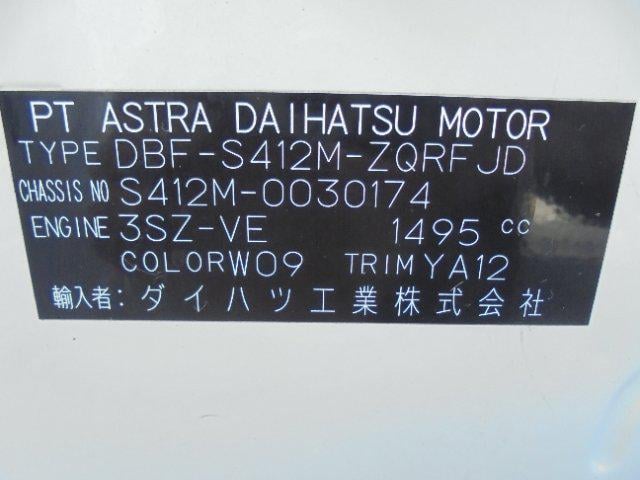 PT ASTRA DAIHATSU MOTOR
TYPE DBF-S412M-ZQRFJD
CHASSIS NO S412M-0030174
ENGINE 3SZ-VE 1495 cc
COLOR W09 TRIM YA12
輸入者: ダイハツ工業株式会社